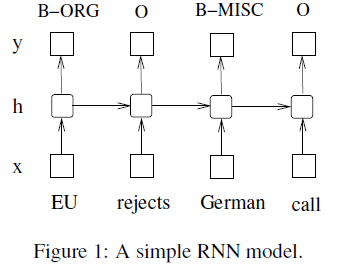 B−ORG O B−MISC O
y
h
x
EU rejects German call
Figure 1: A simple RNN model.